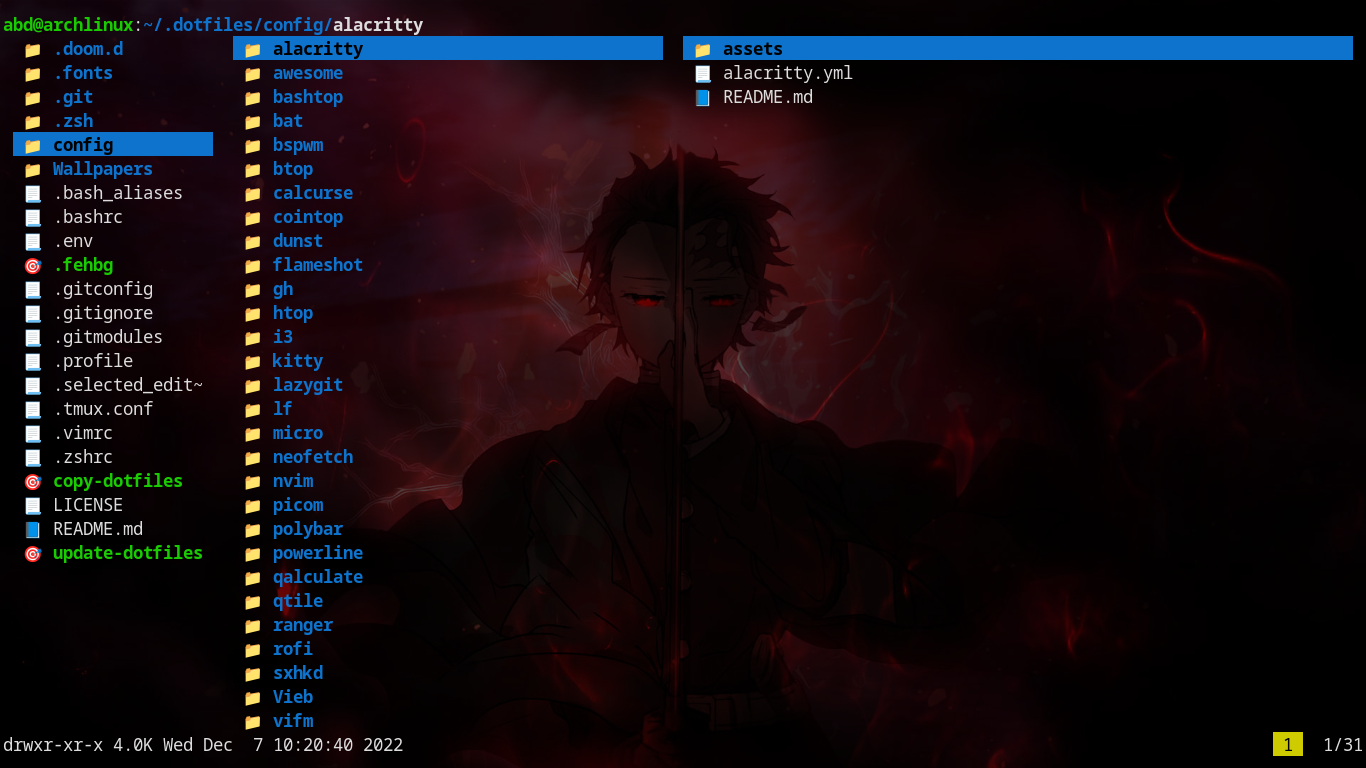 abd@archlinux:~/.dotfiles/config/alacritty
.doom.d alacritty assets
.fonts awesome alacritty.yml
.git bashtop README.md
.zsh bat
config bspwm
Wallpapers btop
.bash_aliases calcurse
.bashrc cointop
.env dunst
.fehbg flameshot
.gitconfig gh
.gitignore htop
.gitmodules i3
.profile kitty
.selected_edit~ lazygit
.tmux.conf lf
.vimrc micro
.zshrc neofetch
copy-dotfiles nvim
LICENSE picom
README.md polybar
update-dotfiles powerline
qalculate
qtile
ranger
rofi
sxhkd
Vieb
vifm
drwxr-xr-x 4.0K Wed Dec  7 10:20:40 2022 1 1/31